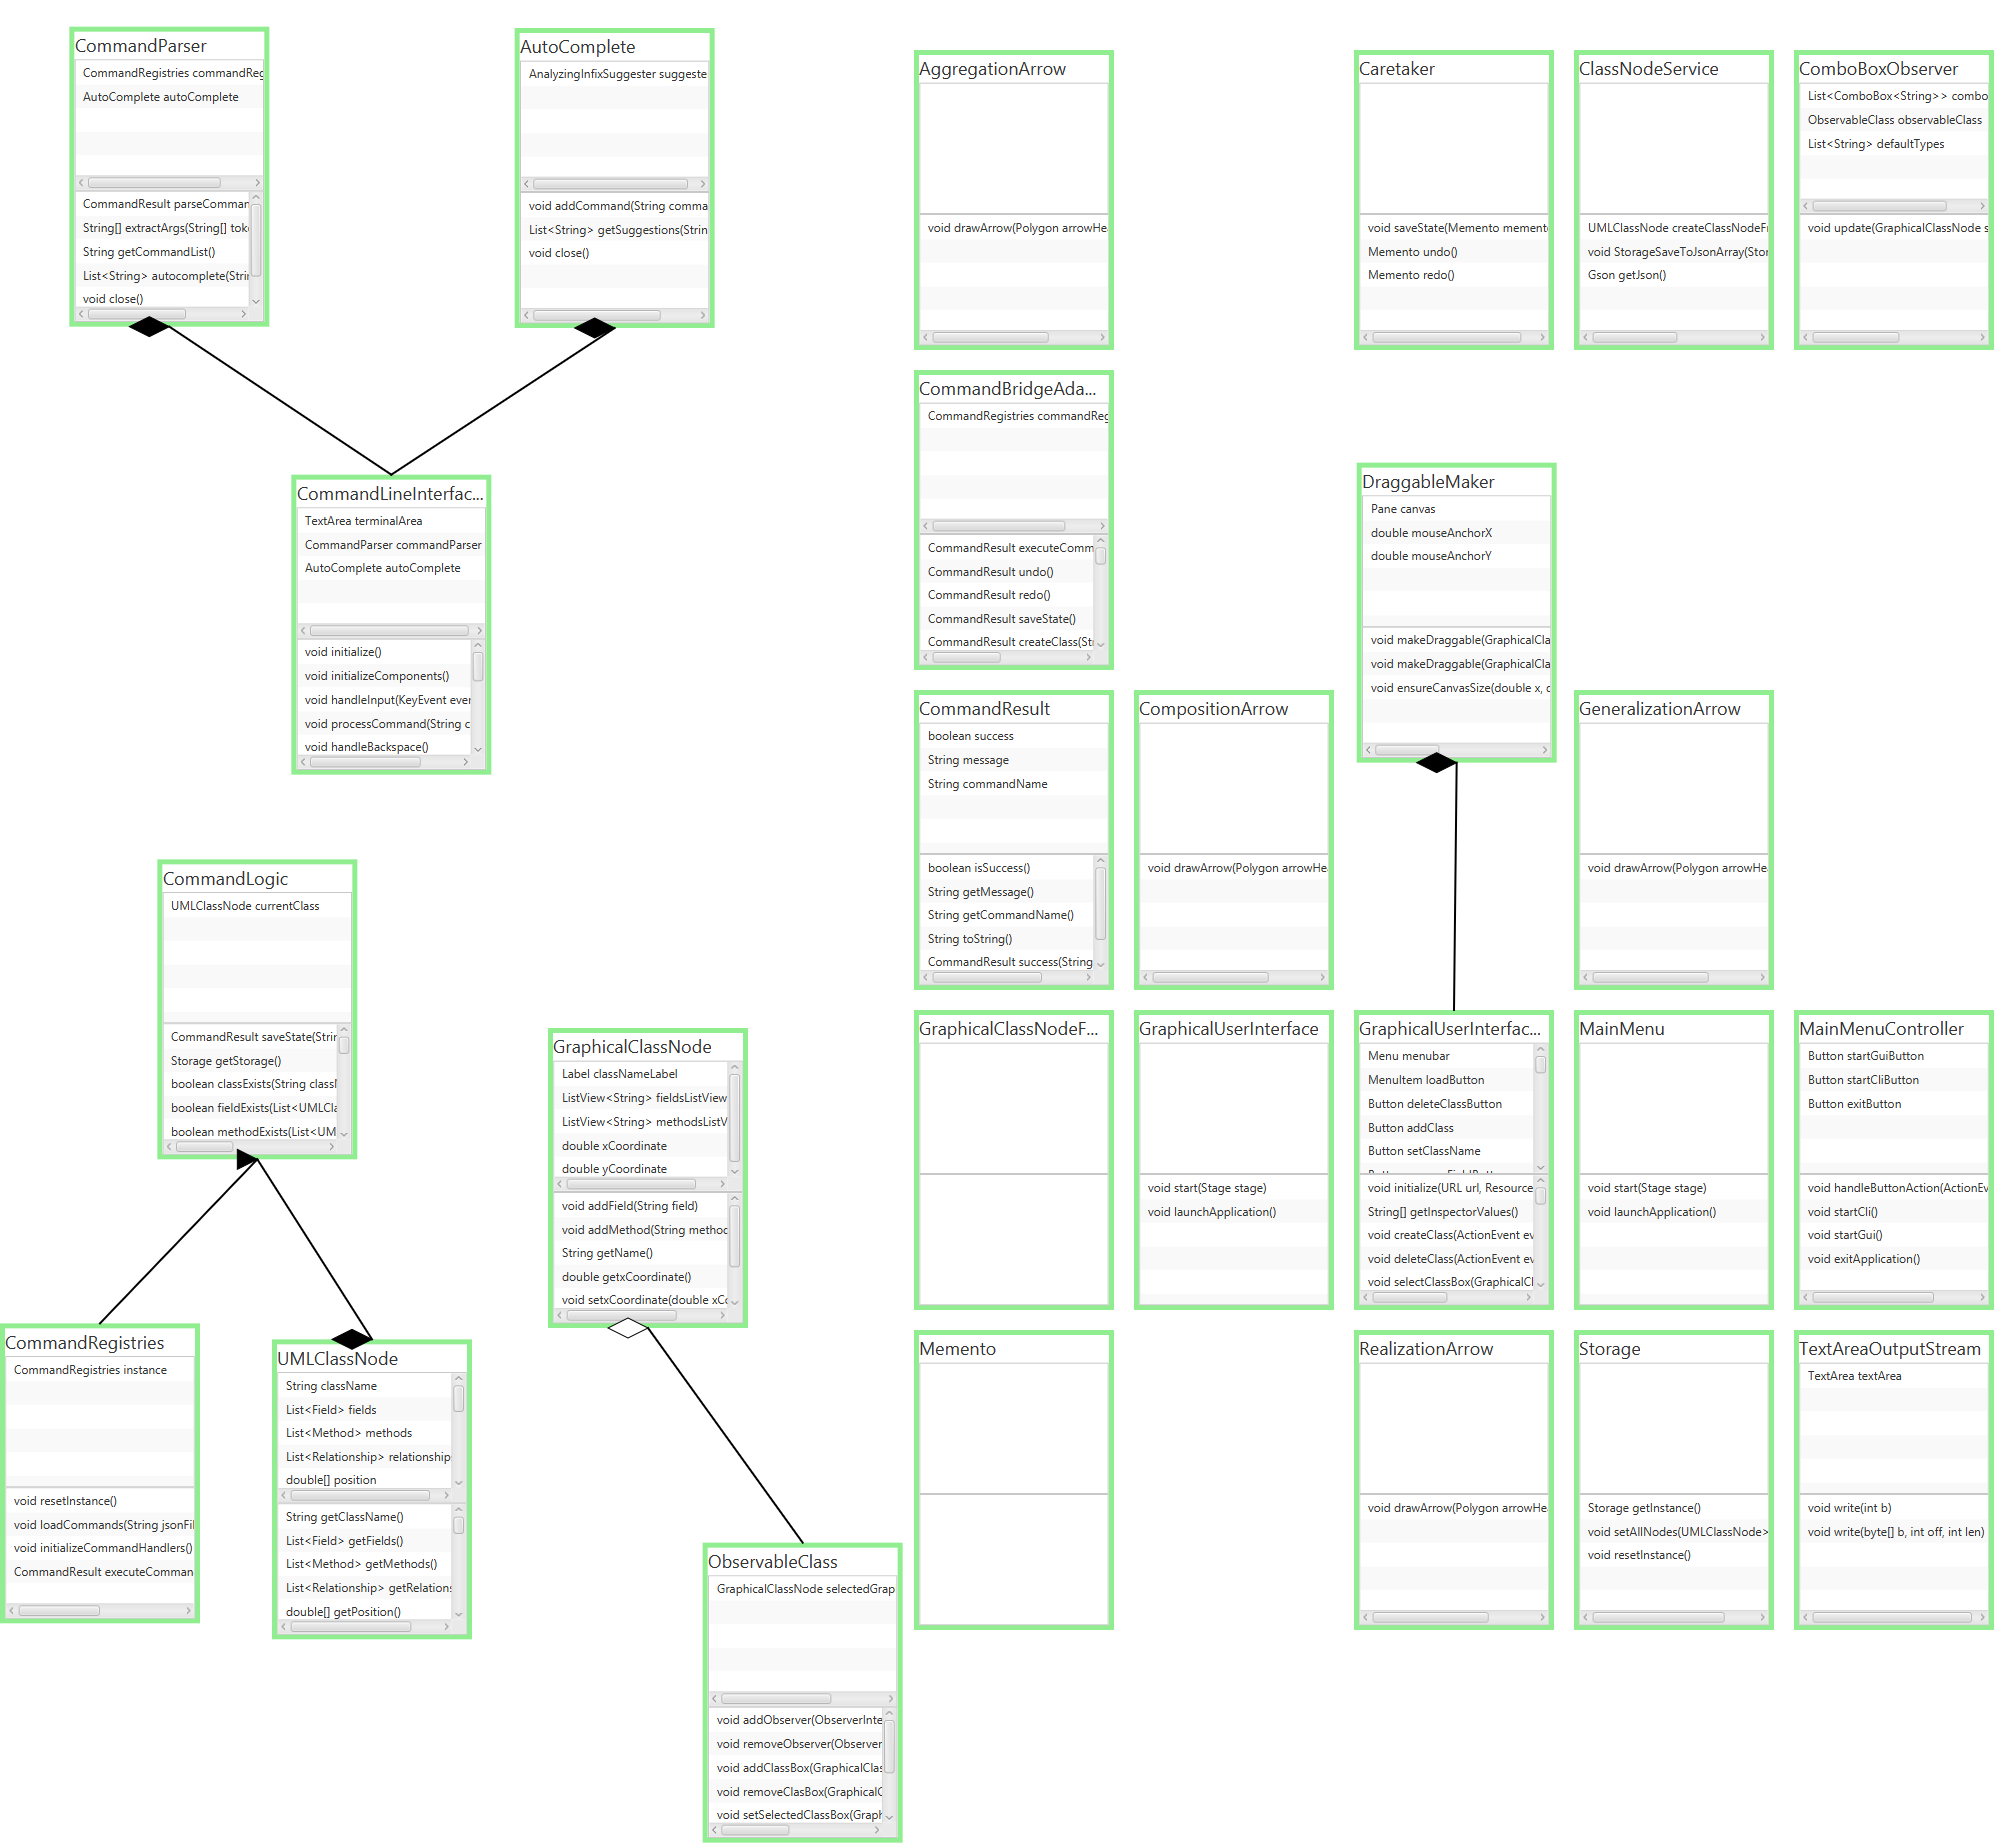 CommandParser
CommandRegistries commandReg
AutoComplete autoComplete
CommandResult parseComman
String[] extractArgs(String[] tok
String getCommandList()
List<String> autocomplete(Strin
void close()
AutoComplete
AnalyzingInfixSuggester suggeste
void addCommand(String comma
List<String> getSuggestions(Strin
void close()
AggregationArrow
void drawArrow(Polygon arrowHe
Caretaker
void saveState(Memento memento
Memento undo()
Memento redo()
ClassNodeService
UMLClassNode createClassNodeF
void StorageSaveToJsonArray(Stor
Gson getJson()
ComboBoxObserver
List<ComboBox<String>> combo
ObservableClass observableClass
List<String> defaultTypes
void update(GraphicalClassNode s
CommandBridgeAda...
CommandRegistries commandReg
CommandResult executeComm
CommandResult undo()
CommandResult redo()
CommandResult saveState()
CommandResult createClass(Stri
CommandLineInterfac...
TextArea terminalArea
CommandParser commandParser
AutoComplete autoComplete
void initialize()
void initializeComponents()
void handleInput(KeyEvent ever
void processCommand(String c
void handleBackspace()
DraggableMaker
Pane canvas
double mouseAnchorX
double mouseAnchorY
void makeDraggable(GraphicalCla
void makeDraggable(GraphicalCla
void ensureCanvasSize(double x, d
CommandResult
boolean success
String message
String commandName
boolean isSuccess()
String getMessage()
String getCommandName()
String toString()
CommandResult success(String
CompositionArrow
void drawArrow(Polygon arrowHe
GeneralizationArrow
void drawArrow(Polygon arrowHe
CommandLogic
UMLClassNode currentClass
CommandResult saveState(Strin
Storage getStorage()
boolean classExists(String classN
boolean fieldExists(List<UMLCla
boolean methodExists(List<UM
GraphicalClassNode
Label classNameLabel
ListView<String> fieldsListView
ListView<String> methodsListV
double xCoordinate
double yCoordinate
void addField(String field)
void addMethod(String method
String getName()
double getxCoordinate()
void setxCoordinate(double xCo
GraphicalClassNodeF...
GraphicalUserInterface
void start(Stage stage)
void launchApplication()
GraphicalUserInterfac...
Menu menubar
MenuItem loadButton
Button deleteClassButton
Button addClass
Button setClassName
void initialize(URL url, Resource
String[] getInspectorValues()
void createClass(ActionEvent ev
void deleteClass(ActionEvent ev
void selectClassBox(GraphicalCl
MainMenu
void start(Stage stage)
void launchApplication()
MainMenuController
Button startGuiButton
Button startCliButton
Button exitButton
void handleButtonAction(ActionEv
void startCli()
void startGui()
void exitApplication()
CommandRegistries
CommandRegistries instance
void resetInstance()
void loadCommands(String jsonFil
void initializeCommandHandlers()
CommandResult executeComman
UMLClassNode
String className
List<Field> fields
List<Method> methods
List<Relationship> relationship
double[] position
String getClassName()
List<Field> getFields()
List<Method> getMethods()
List<Relationship> getRelations
double[] getPosition()
Memento
RealizationArrow
void drawArrow(Polygon arrowHe
Storage
Storage getInstance()
void setAllNodes(UMLClassNode>
void resetInstance()
TextAreaOutputStream
TextArea textArea
void write(int b)
void write(byte[] b, int off, int len)
ObservableClass
GraphicalClassNode selectedGrap
void addObserver(ObserverInte
void removeObserver(Observer
void addClassBox(GraphicalClas
void removeClasBox(GraphicalC
void setSelectedClassBox(Graph